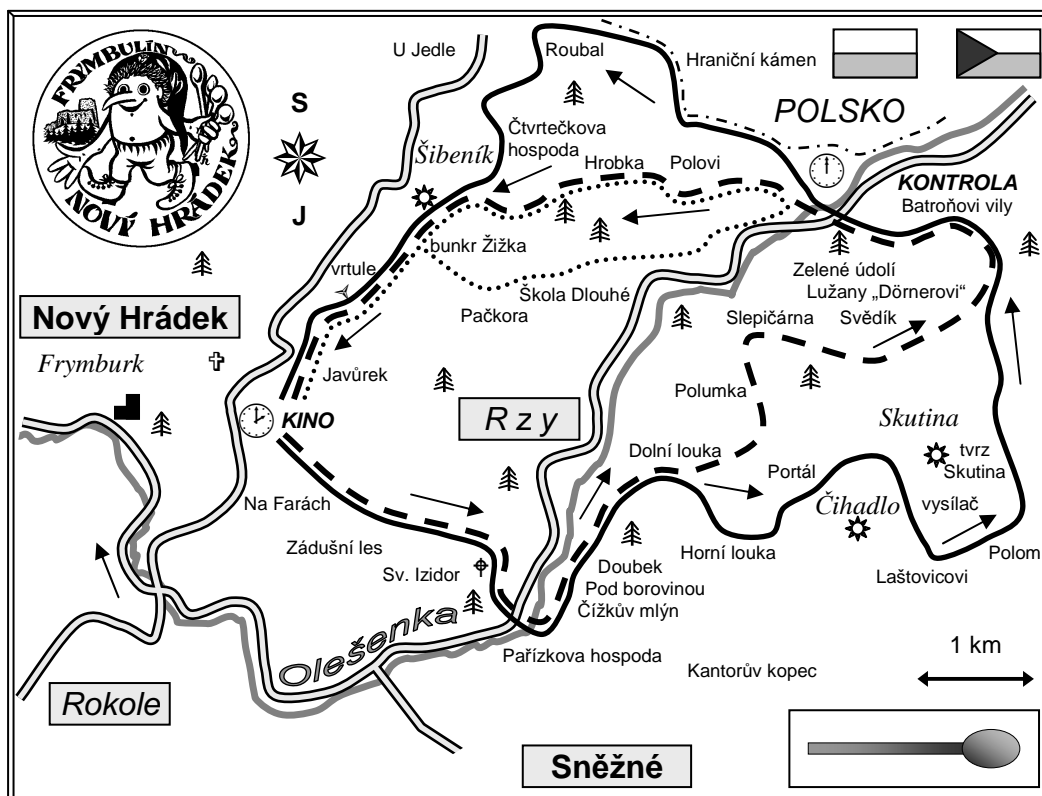 FRYMBULÍN
NOVÝ HRÁDEK
S
J
U Jedle
Roubal
Hraniční kámen
POLSKO
Čtvrtečkova
hospoda
Šibeník
Hrobka
Polovi
KONTROLA
Batroňovi vily
bunkr Žižka
vrtule
Škola Dlouhé
Pačkora
Zelené údolí
Lužany „Dörnerovi“
Slepičárna
Svědík
Nový Hrádek
Frymburk
Javůrek
KINO
Rzy
Polumka
Skutina
tvrz
Skutina
Dolní louka
Portál
Čihadlo
vysílač
Na Farách
Zádušní les
Sv. Izidor
Horní louka
Polom
Laštovicovi
Doubek
Pod borovinou
Čížkův mlýn
Olešenka
Pařízkova hospoda
Kantorův kopec
1 km
Rokole
Sněžné